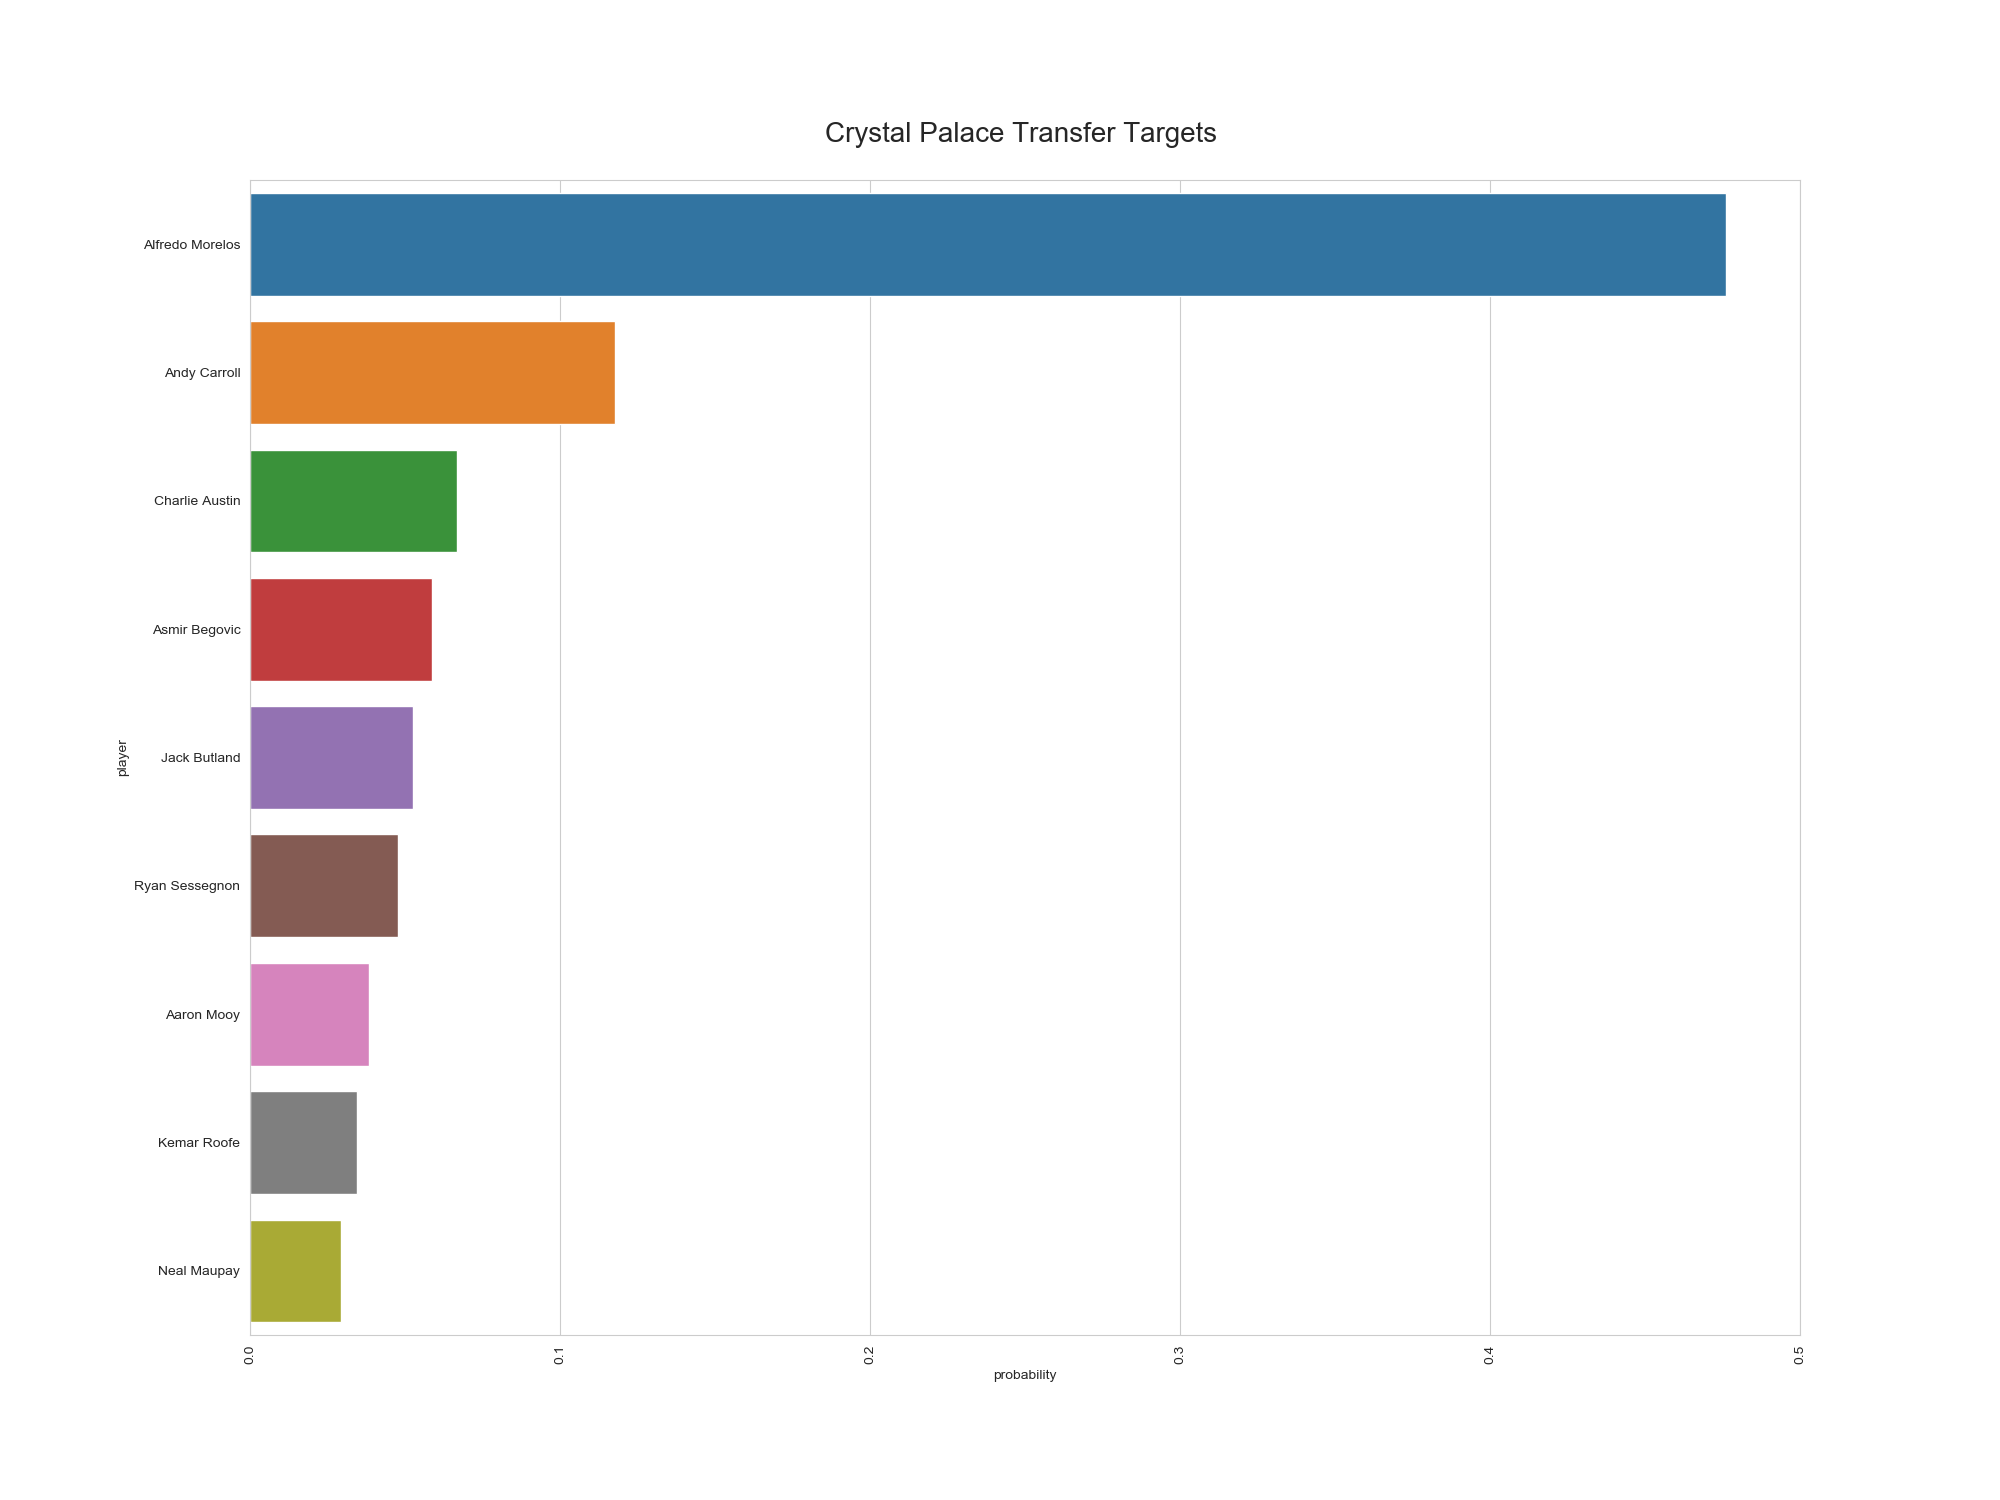 Crystal Palace Transfer Targets
Alfredo Morelos
Andy Carroll
Charlie Austin
Asmir Begovic
Jack Butland
Ryan Sessegnon
Aaron Mooy
Kemar Roofe
Neal Maupay
player
0.0
0.1
0.2
0.3
0.4
0.5
probability